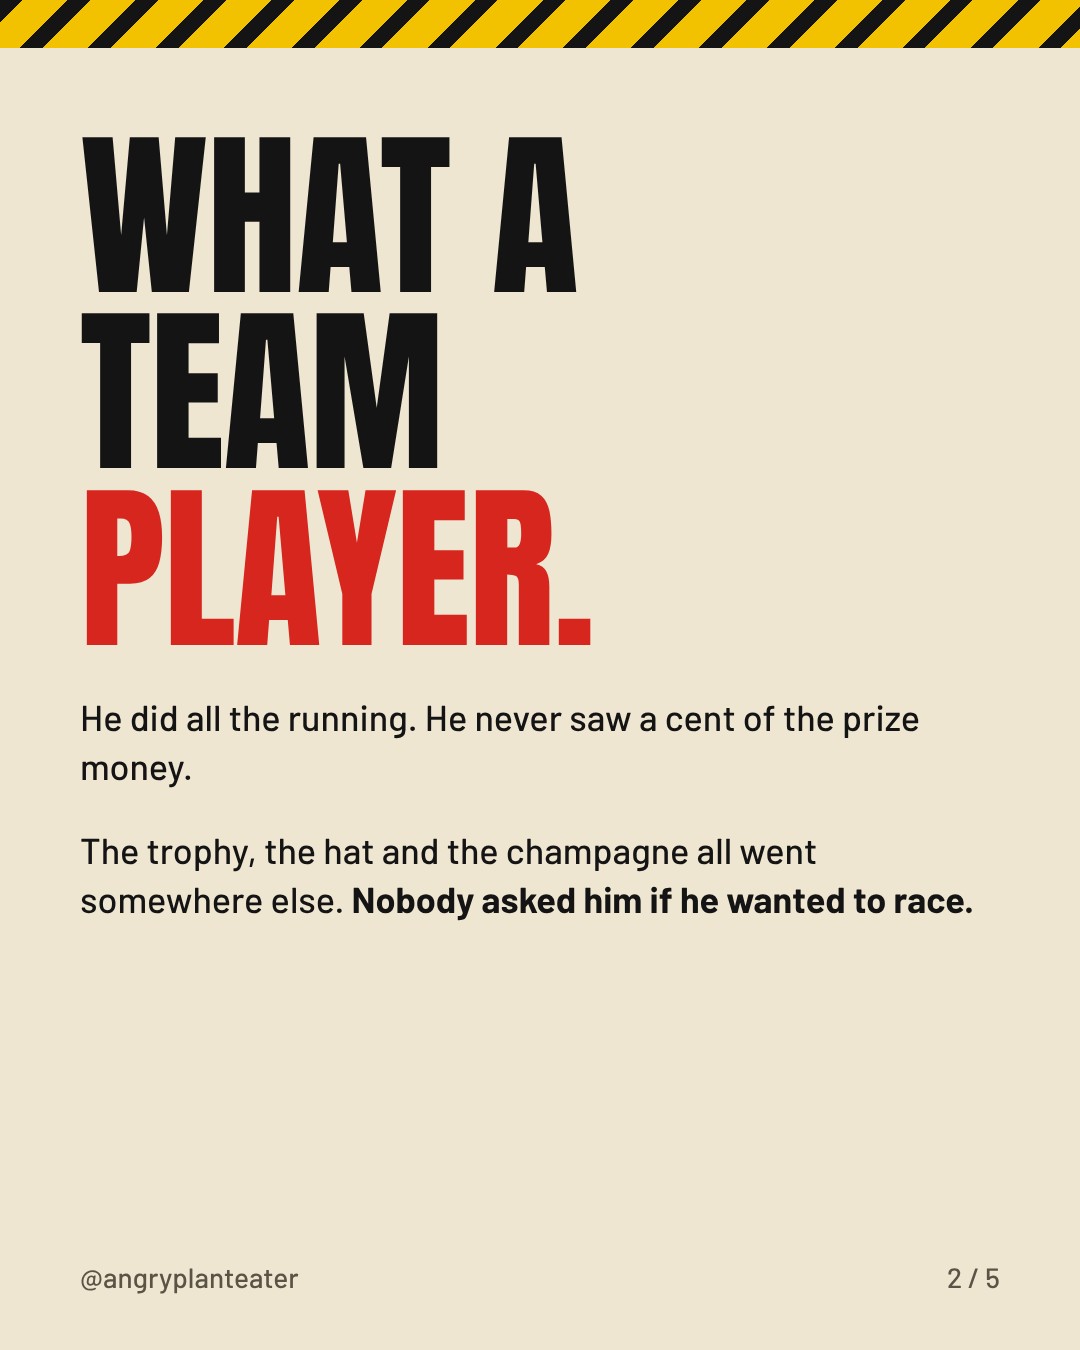 WHAT A
TEAM
PLAYER.
He did all the running. He never saw a cent of the prize
money.
The trophy, the hat and the champagne all went
somewhere else. Nobody asked him if he wanted to race.
@angryplanteater
2 / 5